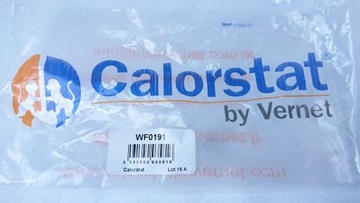 Calorstat®
by Vernet
WF0191
Calorstat Lot 15 A